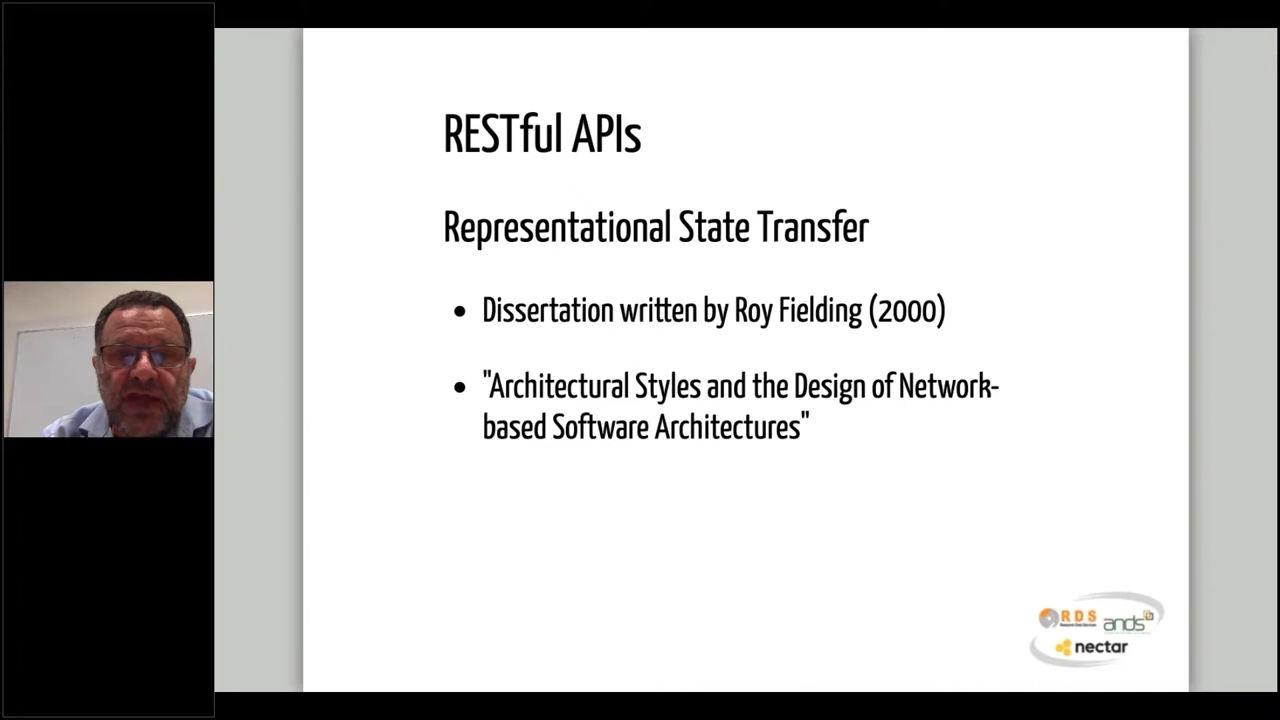 RESTful APIs
Representational State Transfer
• Dissertation written by Roy Fielding (2000)
• "Architectural Styles and the Design of Network-
based Software Architectures"
RDS
ands
nectar